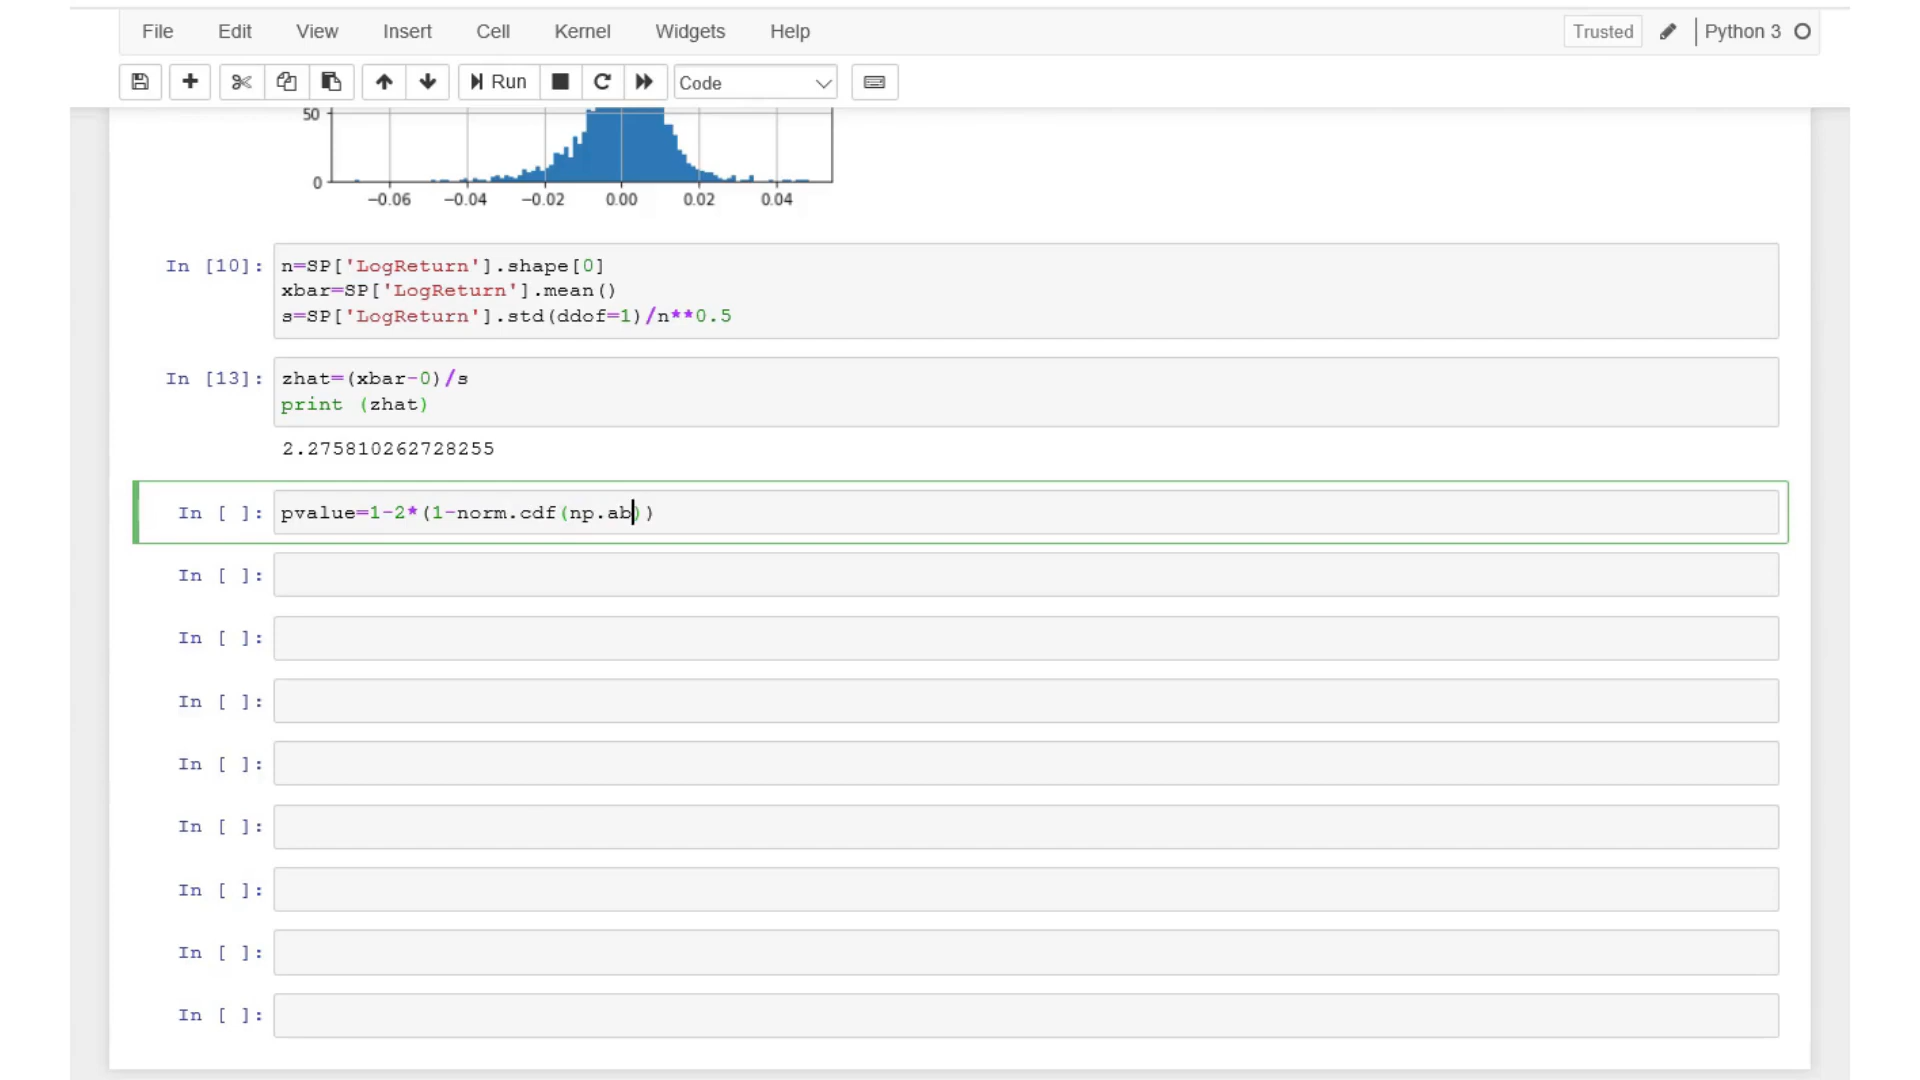 File Edit View Insert Cell Kernel Widgets Help Trusted Python 3
Run Code
50
0
−0.06 −0.04 −0.02 0.00 0.02 0.04
In [10]: n=SP['LogReturn'].shape[0]
xbar=SP['LogReturn'].mean()
s=SP['LogReturn'].std(ddof=1)/n**0.5
In [13]: zhat=(xbar-0)/s
print (zhat)
2.275810262728255
In [ ]: pvalue=1-2*(1-norm.cdf(np.ab))
In [ ]:
In [ ]:
In [ ]:
In [ ]:
In [ ]:
In [ ]:
In [ ]:
In [ ]: